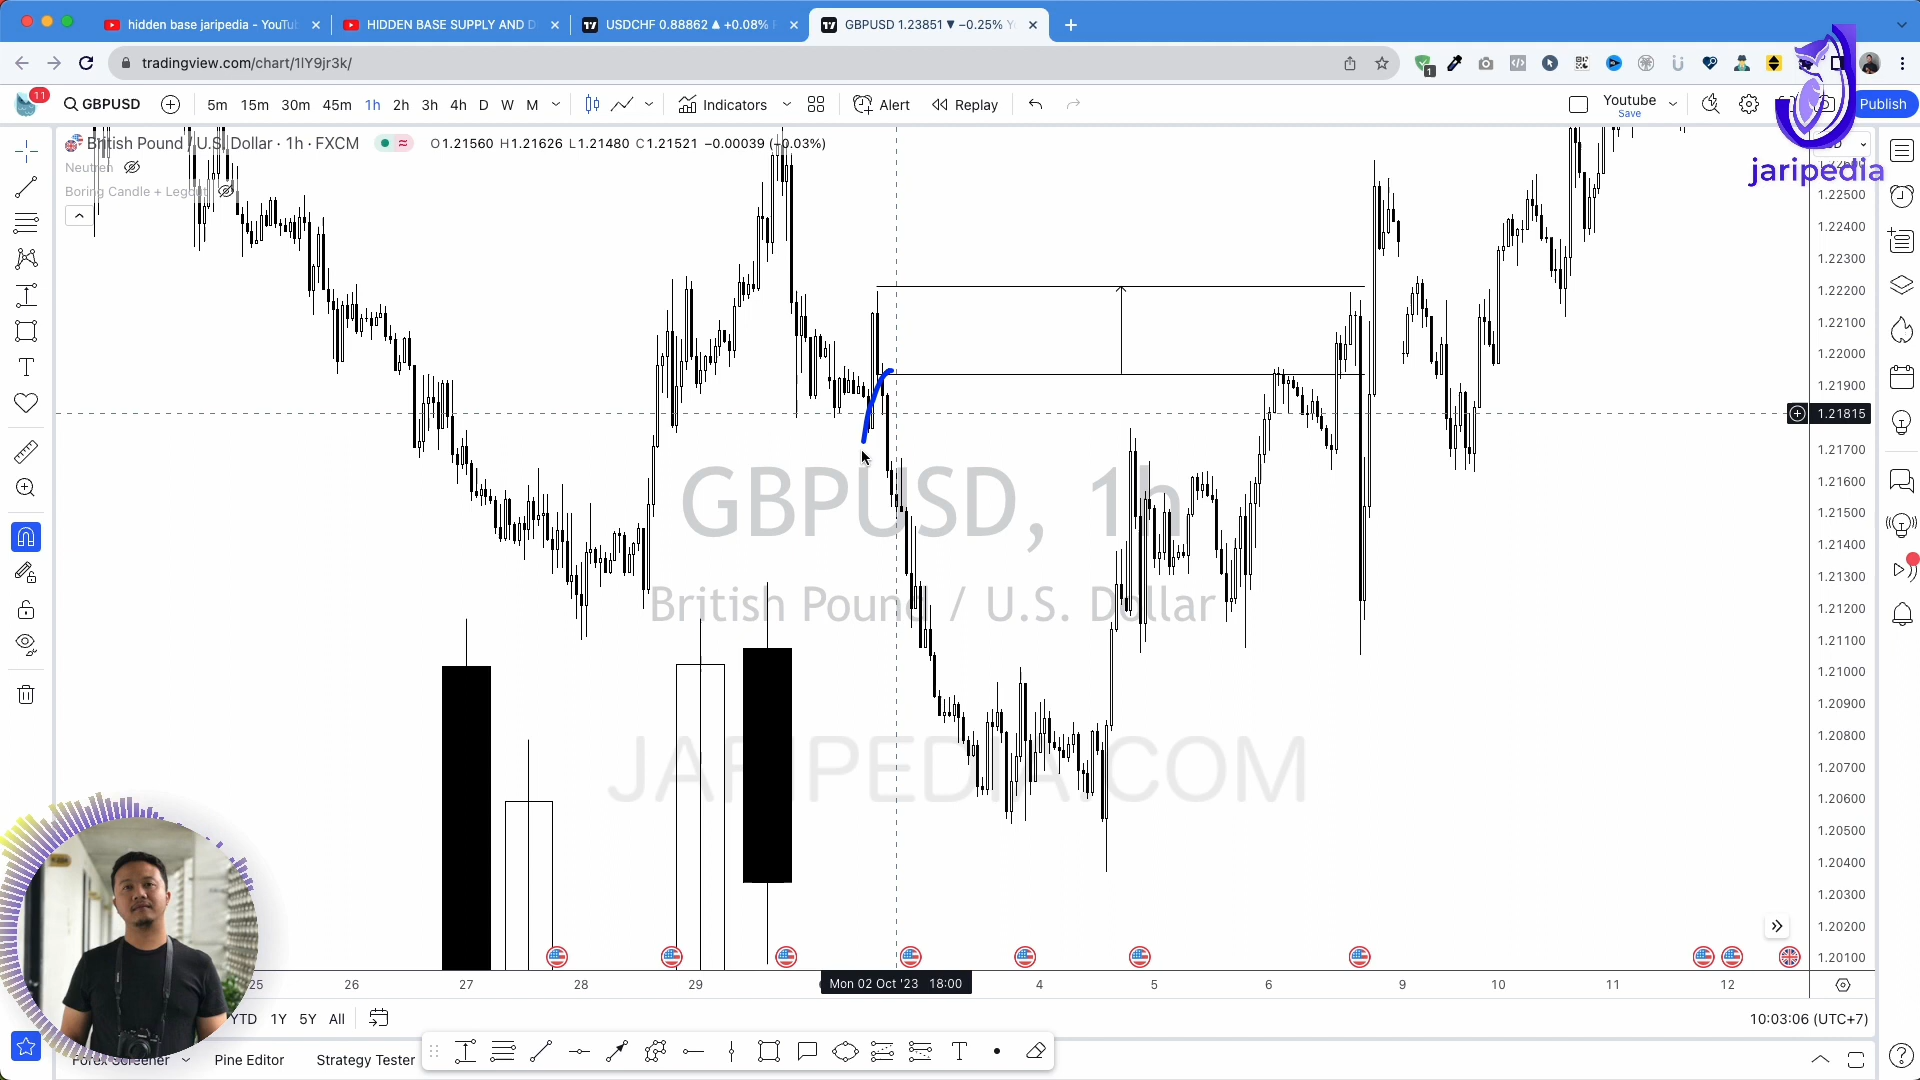 hidden base jaripedia - YouTu
HIDDEN BASE SUPPLY AND D
USDCHF 0.88862 ▲ +0.08%
GBPUSD 1.23851 ▼ −0.25% Y
tradingview.com/chart/1lY9jr3k/
11
GBPUSD
5m 15m 30m 45m 1h 2h 3h 4h D W M
Indicators
Alert
Replay
Youtube
Save
Publish
jaripedia
British Pound / U.S. Dollar · 1h · FXCM
O1.21560 H1.21626 L1.21480 C1.21521 −0.00039 (−0.03%)
Boring Candle + Legout
1.22500
1.22400
1.22300
1.22200
1.22100
1.22000
1.21900
1.21815
1.21700
1.21600
1.21500
1.21400
1.21300
1.21200
1.21100
1.21000
1.20900
1.20800
1.20700
1.20600
1.20500
1.20400
1.20300
1.20200
1.20100
GBPUSD, 1h
British Pound / U.S. Dollar
JARIPEDIA.COM
25 26 27 28 29 Mon 02 Oct '23 18:00 4 5 6 9 10 11 12
YTD 1Y 5Y All
10:03:06 (UTC+7)
Forex Screener
Pine Editor
Strategy Tester